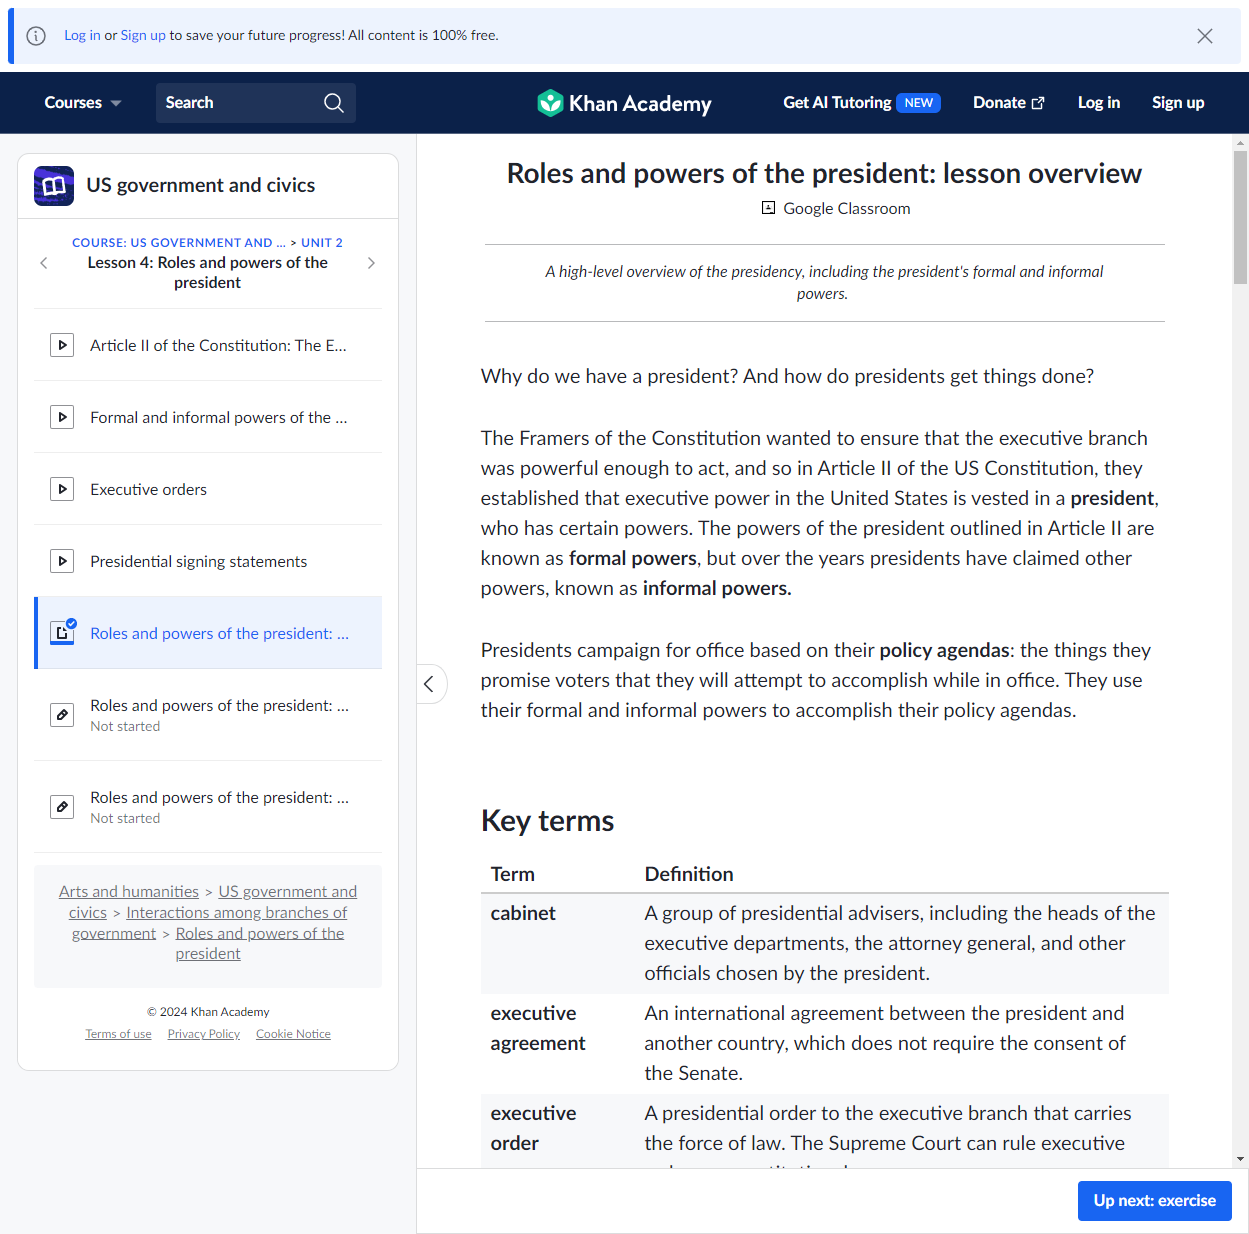 Log in or Sign up to save your future progress! All content is 100% free.
Courses
Search
Khan Academy
Get AI Tutoring NEW
Donate
Log in
Sign up
US government and civics
COURSE: US GOVERNMENT AND ... > UNIT 2
Lesson 4: Roles and powers of the
president
Article II of the Constitution: The E...
Formal and informal powers of the ...
Executive orders
Presidential signing statements
Roles and powers of the president: ...
Roles and powers of the president: ...
Not started
Roles and powers of the president: ...
Not started
Arts and humanities > US government and
civics > Interactions among branches of
government > Roles and powers of the
president
© 2024 Khan Academy
Terms of use Privacy Policy Cookie Notice
Roles and powers of the president: lesson overview
Google Classroom
A high-level overview of the presidency, including the president's formal and informal
powers.
Why do we have a president? And how do presidents get things done?
The Framers of the Constitution wanted to ensure that the executive branch
was powerful enough to act, and so in Article II of the US Constitution, they
established that executive power in the United States is vested in a president,
who has certain powers. The powers of the president outlined in Article II are
known as formal powers, but over the years presidents have claimed other
powers, known as informal powers.
Presidents campaign for office based on their policy agendas: the things they
promise voters that they will attempt to accomplish while in office. They use
their formal and informal powers to accomplish their policy agendas.
Key terms
Term Definition
cabinet A group of presidential advisers, including the heads of the
executive departments, the attorney general, and other
officials chosen by the president.
executive An international agreement between the president and
agreement another country, which does not require the consent of
the Senate.
executive A presidential order to the executive branch that carries
order the force of law. The Supreme Court can rule executive
Up next: exercise